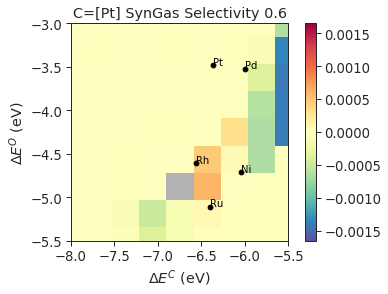 C=[Pt] SynGas Selectivity 0.6
−3.0
−3.5
−4.0
−4.5
−5.0
−5.5
ΔE^O (eV)
Pt
Pd
Rh
Ni
Ru
−8.0 −7.5 −7.0 −6.5 −6.0 −5.5
ΔE^C (eV)
0.0015
0.0010
0.0005
0.0000
−0.0005
−0.0010
−0.0015